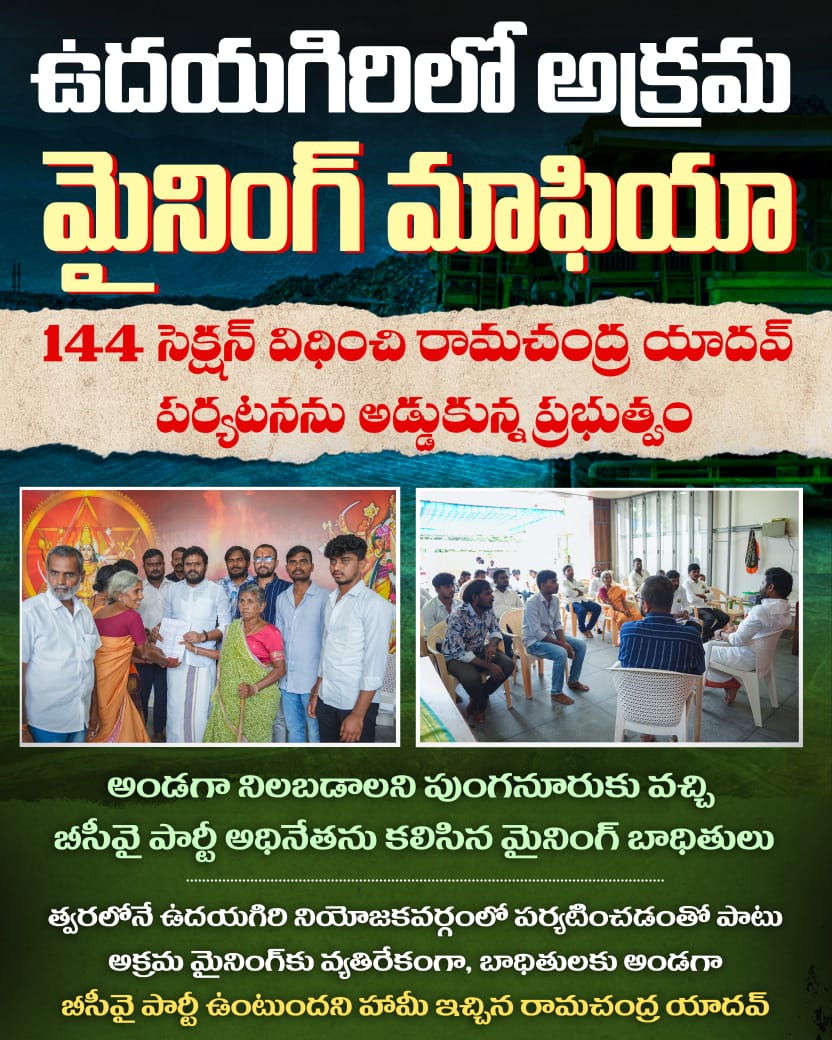 ఉదయగిరిలో అక్రమ
మైనింగ్ మాఫియా
144 సెక్షన్ విధించి రామచంద్ర యాదవ్
పర్యటనను అడ్డుకున్న ప్రభుత్వం
అండగా నిలబడాలని పుంగనూరుకు వచ్చి
బీసీవై పార్టీ అధినేతను కలిసిన మైనింగ్ బాధితులు
త్వరలోనే ఉదయగిరి నియోజకవర్గంలో పర్యటించడంతో పాటు
అక్రమ మైనింగ్‌కు వ్యతిరేకంగా, బాధితులకు అండగా
బీసీవై పార్టీ ఉంటుందని హామీ ఇచ్చిన రామచంద్ర యాదవ్